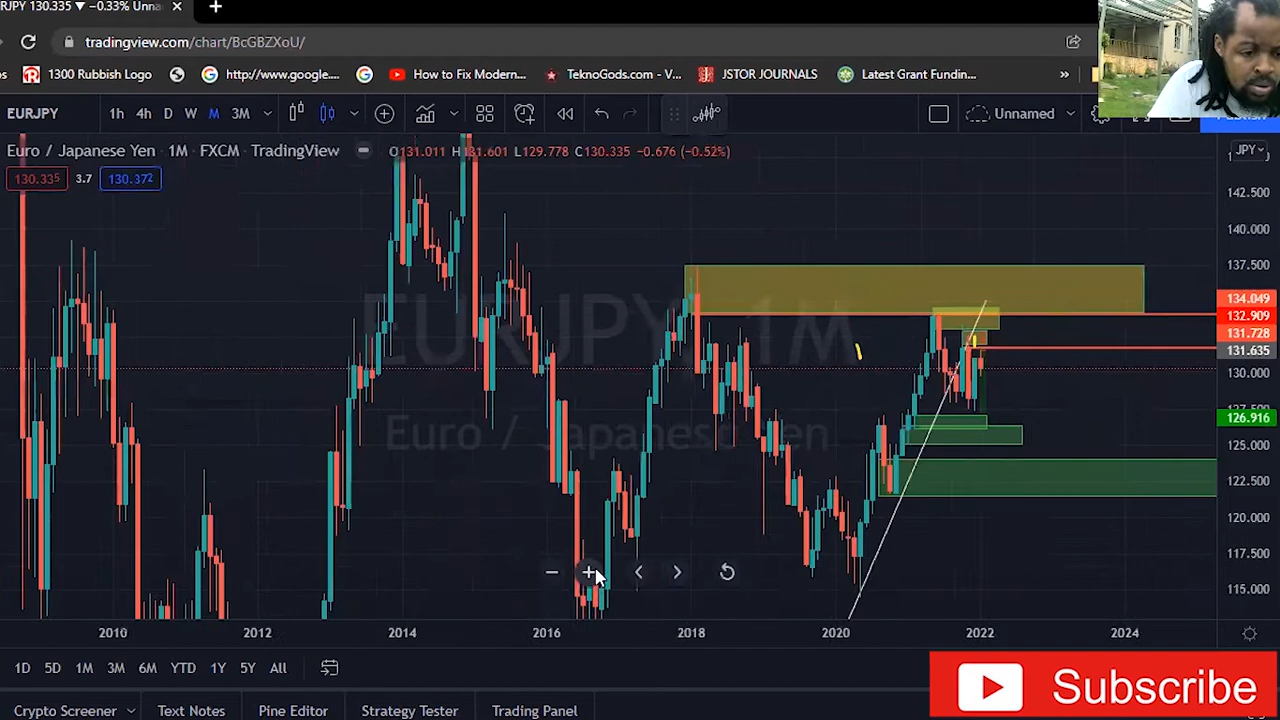 RJPY 130.335 ▼ −0.33% Unna
tradingview.com/chart/BcGBZXoU/
1300 Rubbish Logo http://www.google.... How to Fix Modern... TeknoGods.com - V... JSTOR JOURNALS Latest Grant Fundin... »
EURJPY 1h 4h D W M 3M Unnamed
Euro / Japanese Yen · 1M · FXCM · TradingView O131.011 H131.601 L129.778 C130.335 −0.676 (−0.52%) JPY
130.335 3.7 130.372
142.500
140.000
137.500
EURJPY, 1M
134.049
132.909
131.728
131.635
130.000
126.916
Euro / Japanese Yen
125.000
122.500
120.000
117.500
115.000
2010 2012 2014 2016 2018 2020 2022 2024
1D 5D 1M 3M 6M YTD 1Y 5Y All
Subscribe
Crypto Screener Text Notes Pine Editor Strategy Tester Trading Panel